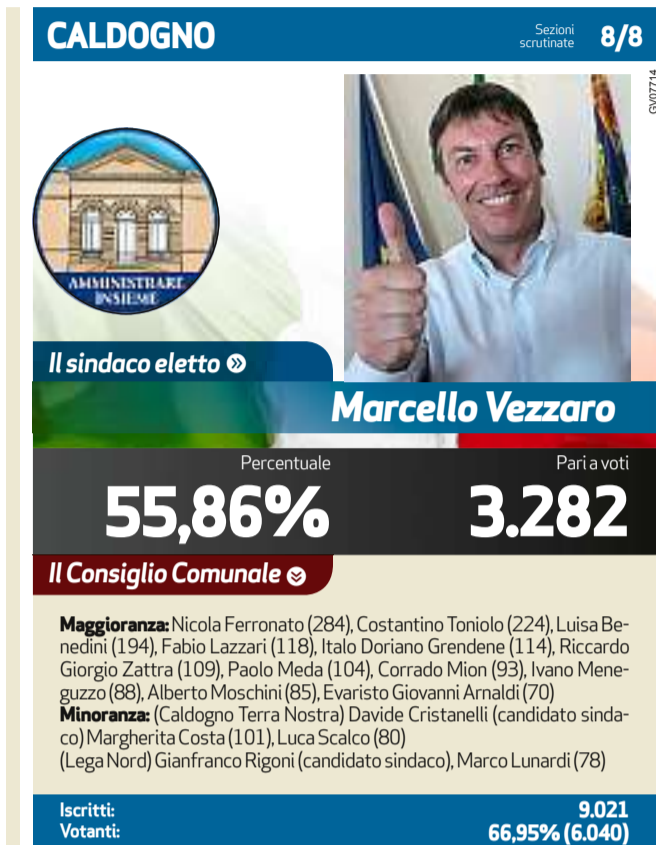 CALDOGNO
Sezioni
scrutinate
8/8
GV07714
AMMINISTRARE
INSIEME
Il sindaco eletto
Marcello Vezzaro
Percentuale
55,86%
Pari a voti
3.282
Il Consiglio Comunale
Maggioranza: Nicola Ferronato (284), Costantino Toniolo (224), Luisa Be-
nedini (194), Fabio Lazzari (118), Italo Doriano Grendene (114), Riccardo
Giorgio Zattra (109), Paolo Meda (104), Corrado Mion (93), Ivano Mene-
guzzo (88), Alberto Moschini (85), Evaristo Giovanni Arnaldi (70)
Minoranza: (Caldogno Terra Nostra) Davide Cristanelli (candidato sinda-
co) Margherita Costa (101), Luca Scalco (80)
(Lega Nord) Gianfranco Rigoni (candidato sindaco), Marco Lunardi (78)
Iscritti: 9.021
Votanti: 66,95% (6.040)